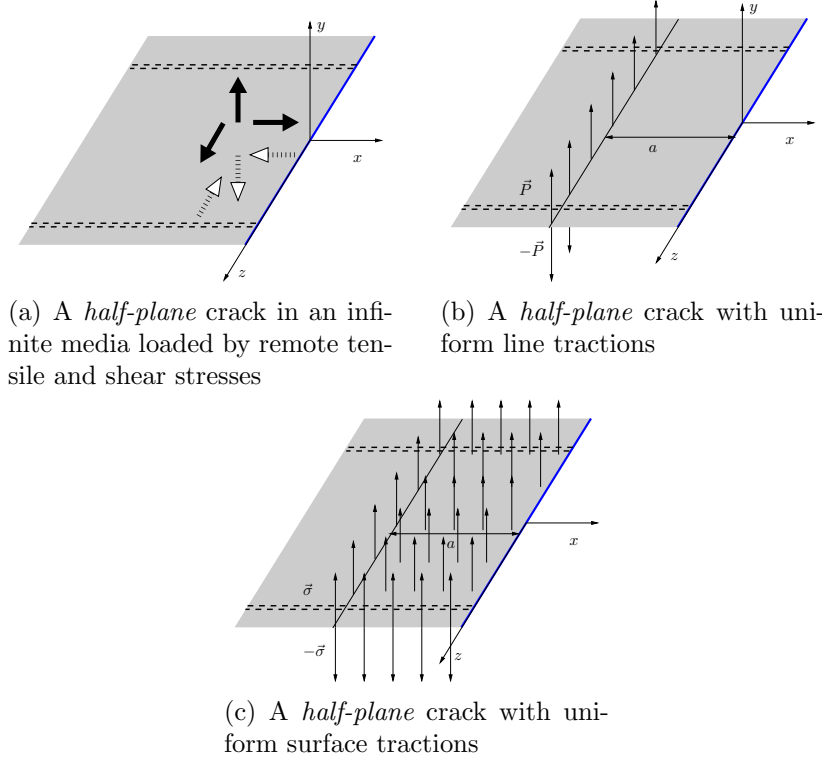 y
x
z
(a) A half-plane crack in an infi-
nite media loaded by remote ten-
sile and shear stresses
y
a
x
P⃗
z
−P⃗
(b) A half-plane crack with uni-
form line tractions
a
x
σ⃗
−σ⃗
z
(c) A half-plane crack with uni-
form surface tractions